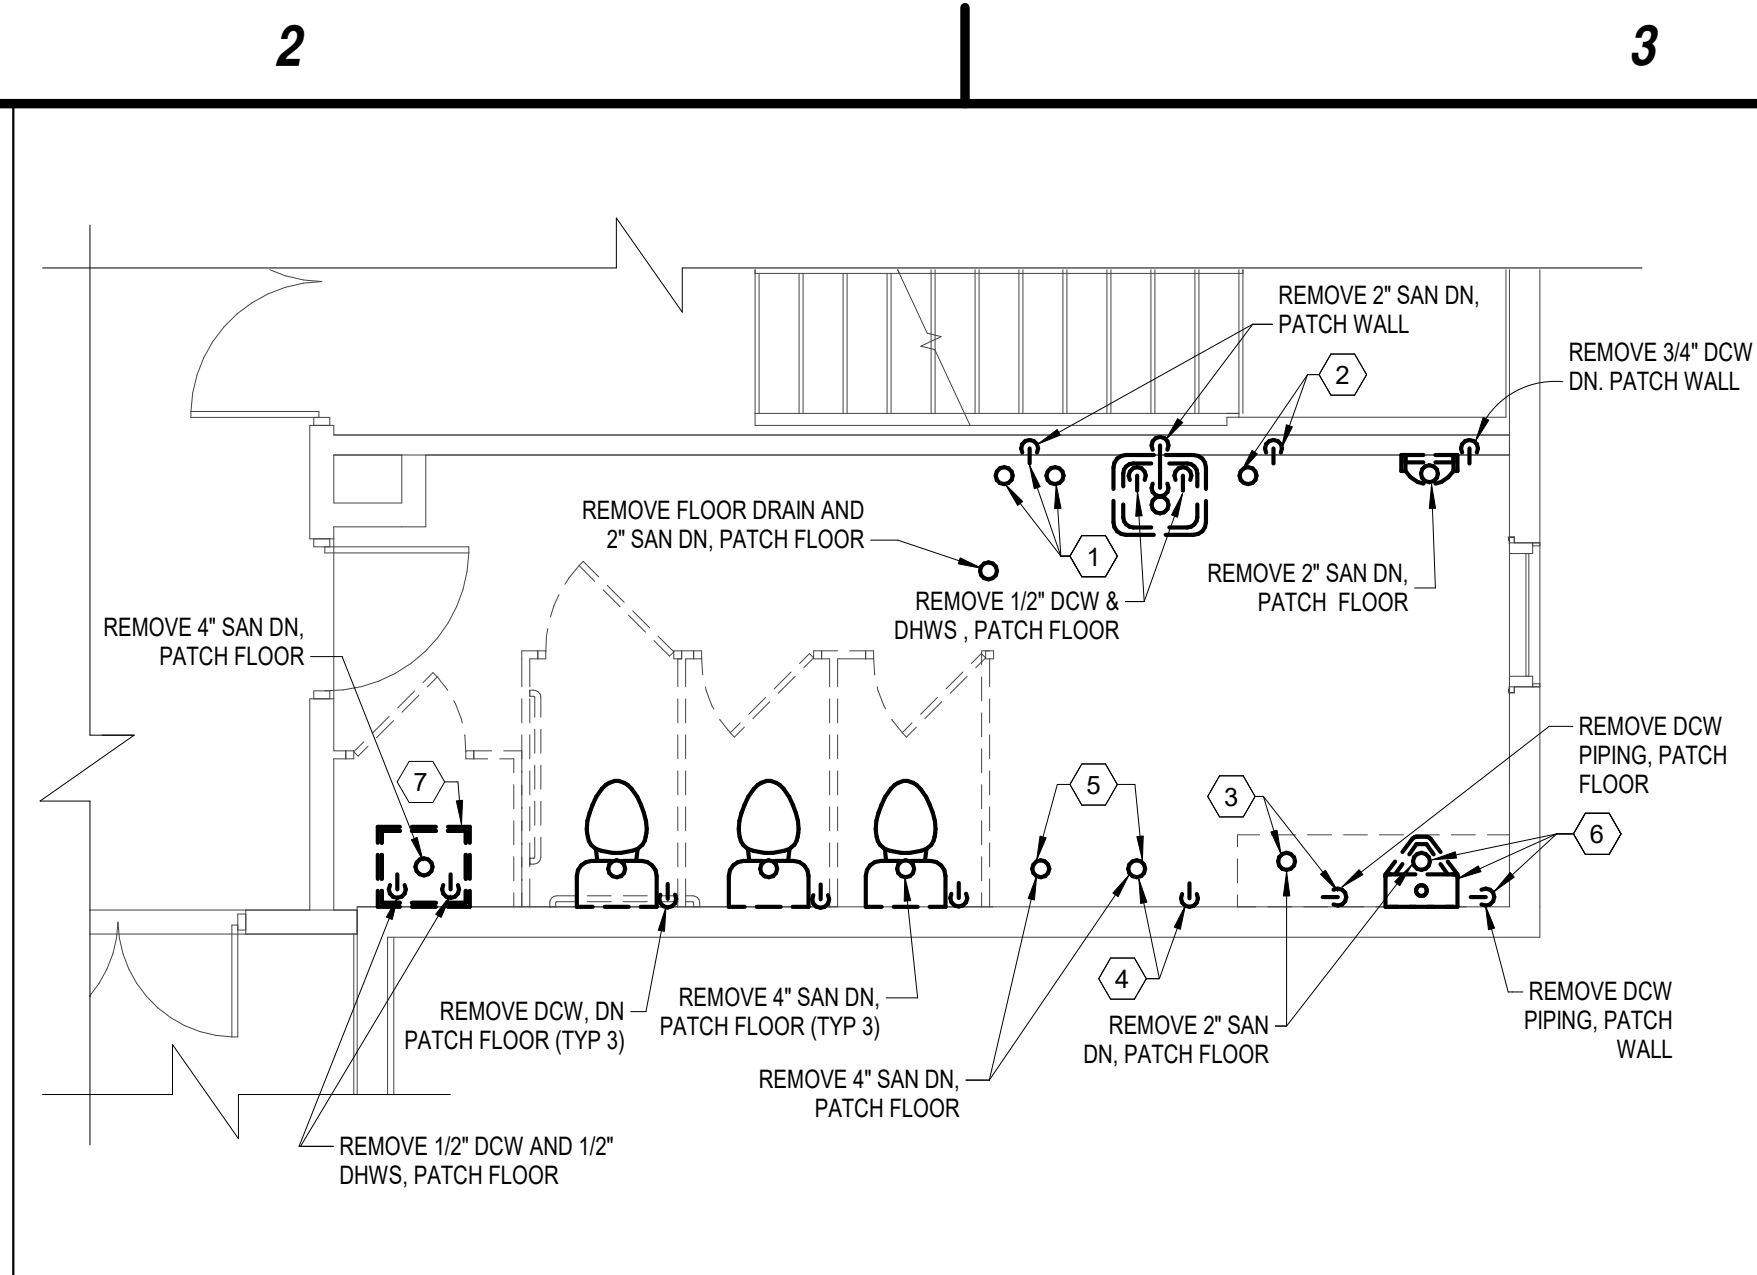 2
3
REMOVE 2" SAN DN,
PATCH WALL
REMOVE 3/4" DCW
DN. PATCH WALL
2
REMOVE FLOOR DRAIN AND
2" SAN DN, PATCH FLOOR
1
REMOVE 2" SAN DN,
PATCH FLOOR
REMOVE 1/2" DCW &
DHWS , PATCH FLOOR
REMOVE 4" SAN DN,
PATCH FLOOR
REMOVE DCW
PIPING, PATCH
FLOOR
7
5
3
6
4
REMOVE DCW, DN
PATCH FLOOR (TYP 3)
REMOVE 4" SAN DN,
PATCH FLOOR (TYP 3)
REMOVE 2" SAN
DN, PATCH FLOOR
REMOVE DCW
PIPING, PATCH
WALL
REMOVE 4" SAN DN,
PATCH FLOOR
REMOVE 1/2" DCW AND 1/2"
DHWS, PATCH FLOOR